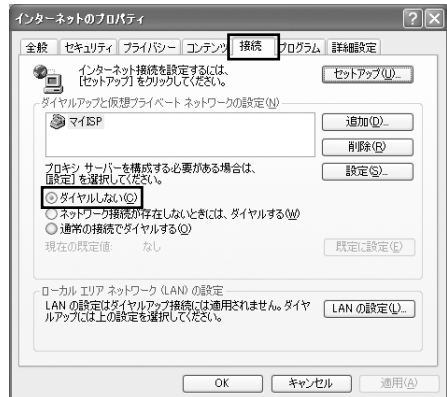 インターネットのプロパティ
全般 セキュリティ プライバシー コンテンツ 接続 プログラム 詳細設定
インターネット接続を設定するには、
[セットアップ] をクリックしてください。
セットアップ(U)...
ダイヤルアップと仮想プライベート ネットワークの設定(N)
マイISP
追加(D)...
削除(R)
プロキシ サーバーを構成する必要がある場合は、
[設定] を選択してください。
設定(S)...
ダイヤルしない(C)
ネットワーク接続が存在しないときには、ダイヤルする(W)
通常の接続でダイヤルする(O)
現在の既定値: なし
既定に設定(E)
ローカル エリア ネットワーク (LAN) の設定
LAN の設定はダイヤルアップ接続には適用されません。ダイヤ
ルアップには上の設定を選択してください。
LAN の設定(L)...
OK キャンセル 適用(A)